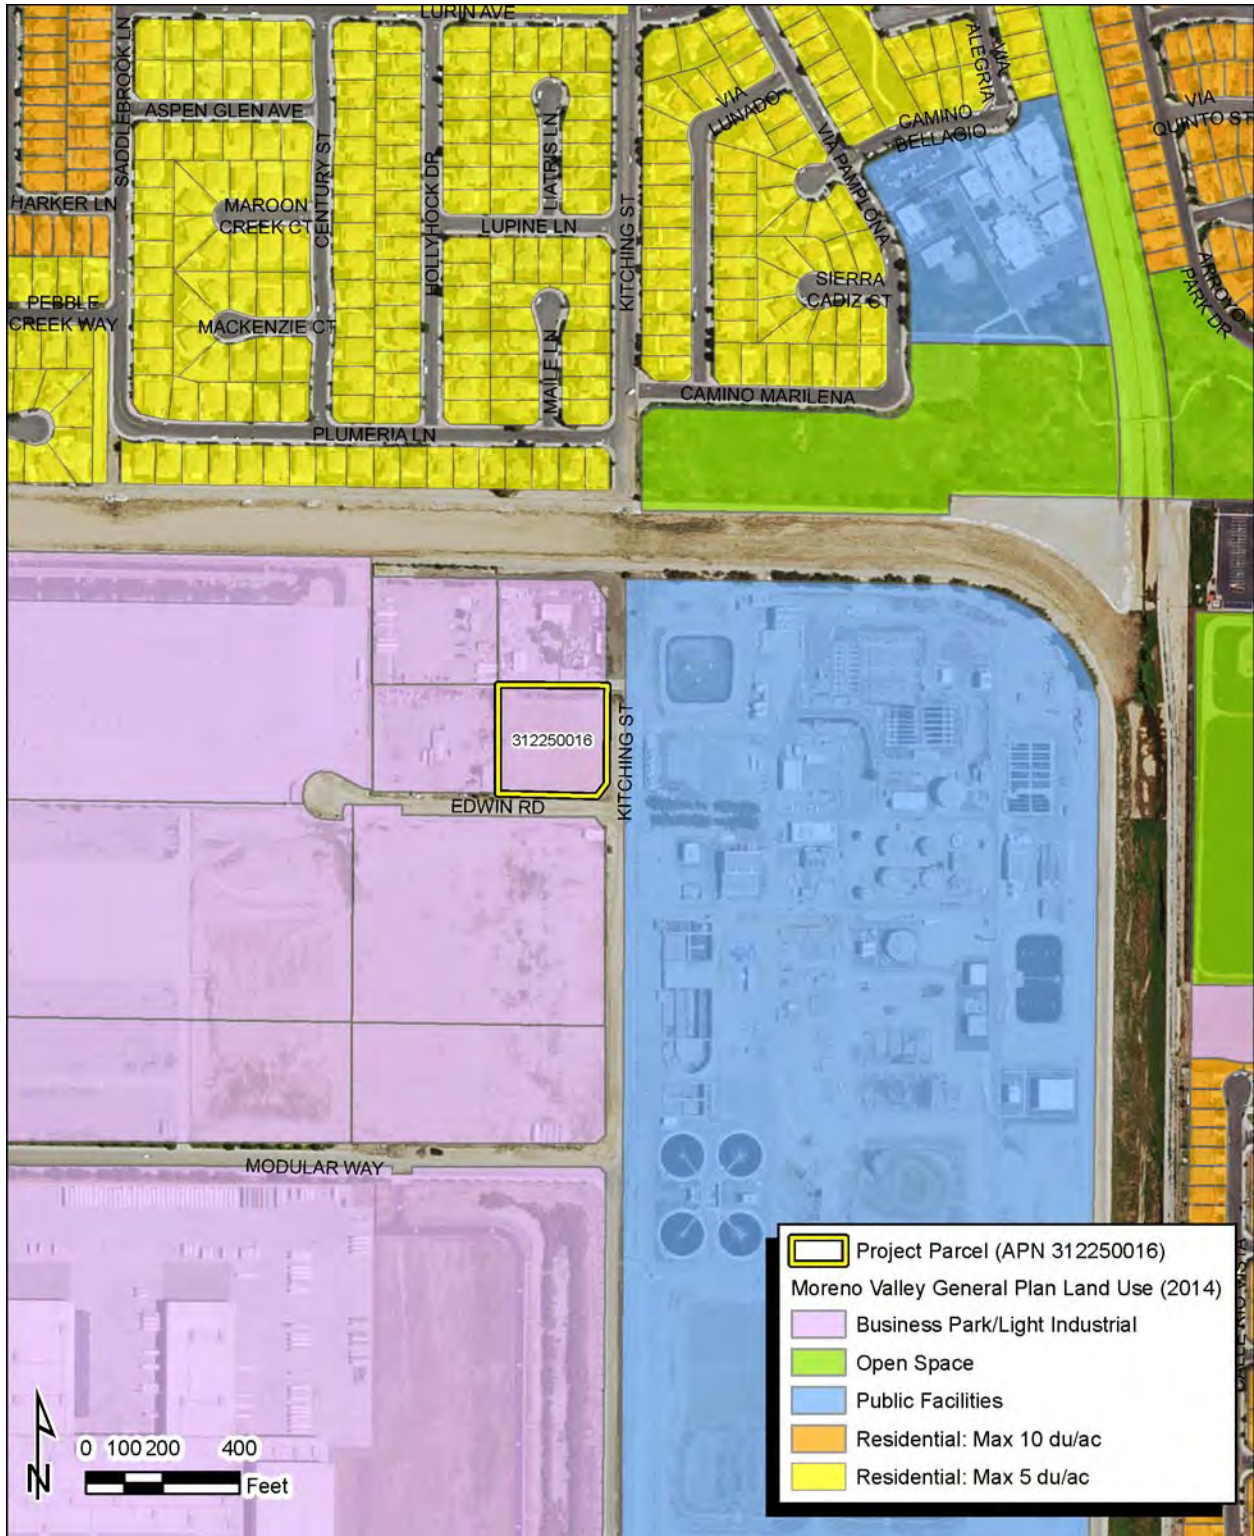 LURIN AVE
SADDLEBROOK LN
ASPEN GLEN AVE
CENTURY ST
HOLLYHOCK DR
LIATRIS LN
KITCHING ST
VIA
LUNADO
VIA PAMPLONA
VIA
ALEGRIA
CAMINO
BELLAGIO
VIA
QUINTO ST
HARKER LN
MAROON
CREEK CT
LUPINE LN
SIERRA
CADIZ CT
ARROYO
PARK DR
PEBBLE
CREEK WAY
MACKENZIE CT
MAILE LN
CAMINO MARILENA
PLUMERIA LN
312250016
KITCHING ST
EDWIN RD
MODULAR WAY
CALLE RIO VISTA
Project Parcel (APN 312250016)
Moreno Valley General Plan Land Use (2014)
Business Park/Light Industrial
Open Space
Public Facilities
Residential: Max 10 du/ac
Residential: Max 5 du/ac
N
0 100 200 400
Feet